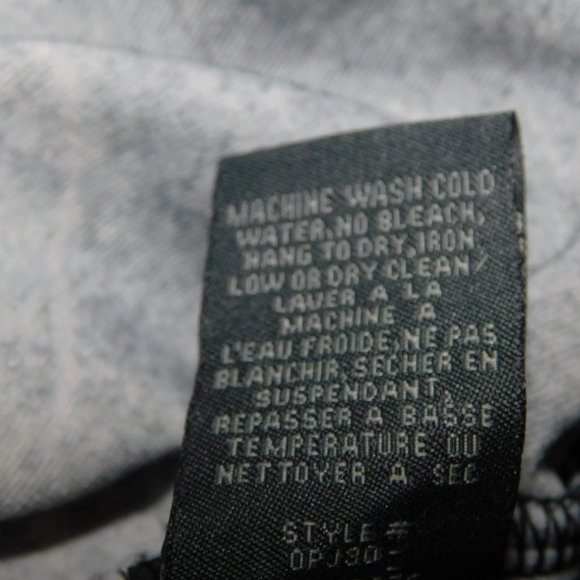 MACHINE WASH COLD
WATER, NO BLEACH,
HANG TO DRY, IRON
LOW OR DRY CLEAN/
LAVER A LA
MACHINE A
L'EAU FROIDE, NE PAS
BLANCHIR, SECHER EN
SUSPENDANT,
REPASSER A BASSE
TEMPERATURE OU
NETTOYER A SEC
STYLE #